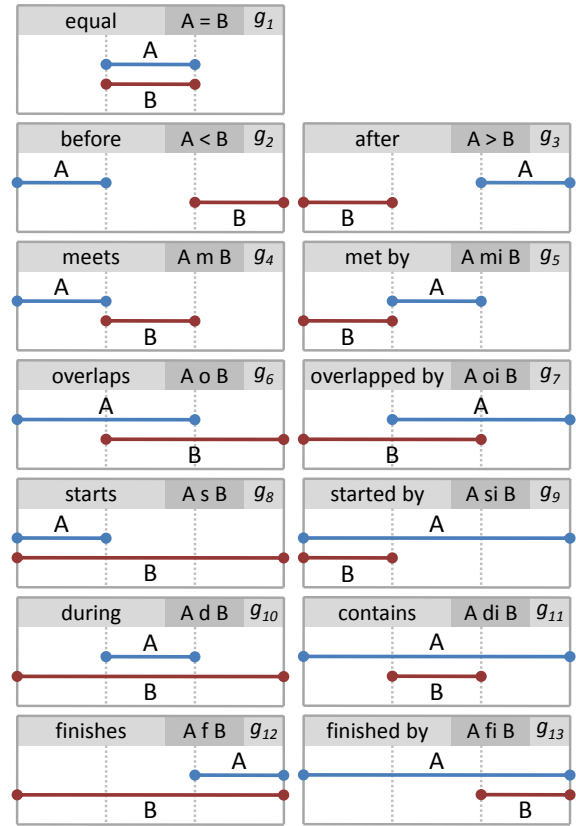 equal A = B g1
A
B
before A < B g2
A
B
after A > B g3
A
B
meets A m B g4
A
B
met by A mi B g5
A
B
overlaps A o B g6
A
B
overlapped by A oi B g7
A
B
starts A s B g8
A
B
started by A si B g9
A
B
during A d B g10
A
B
contains A di B g11
A
B
finishes A f B g12
A
B
finished by A fi B g13
A
B